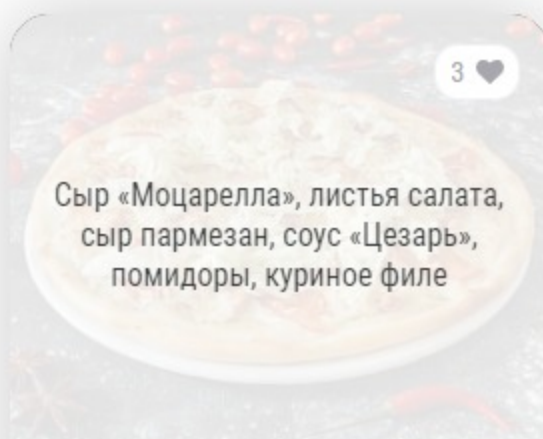 3
Сыр «Моцарелла», листья салата,
сыр пармезан, соус «Цезарь»,
помидоры, куриное филе